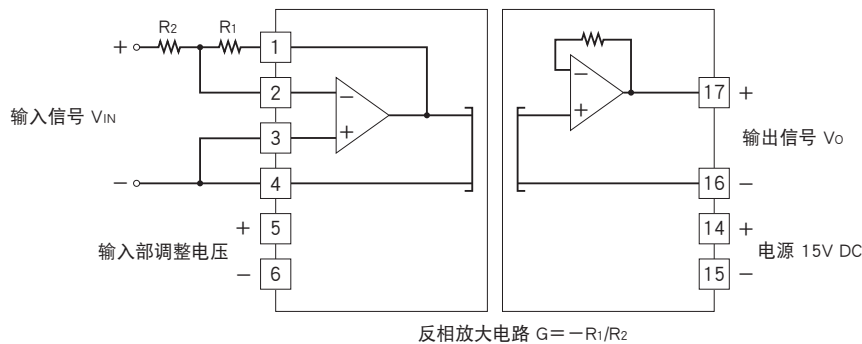 R2 R1
+ 1
2 − − 17 +
输入信号 VIN 输出信号 VO
3 + +
− 4 16 −
+ 5 14 +
输入部调整电压 电源 15V DC
− 6 15 −
反相放大电路 G=−R1/R2